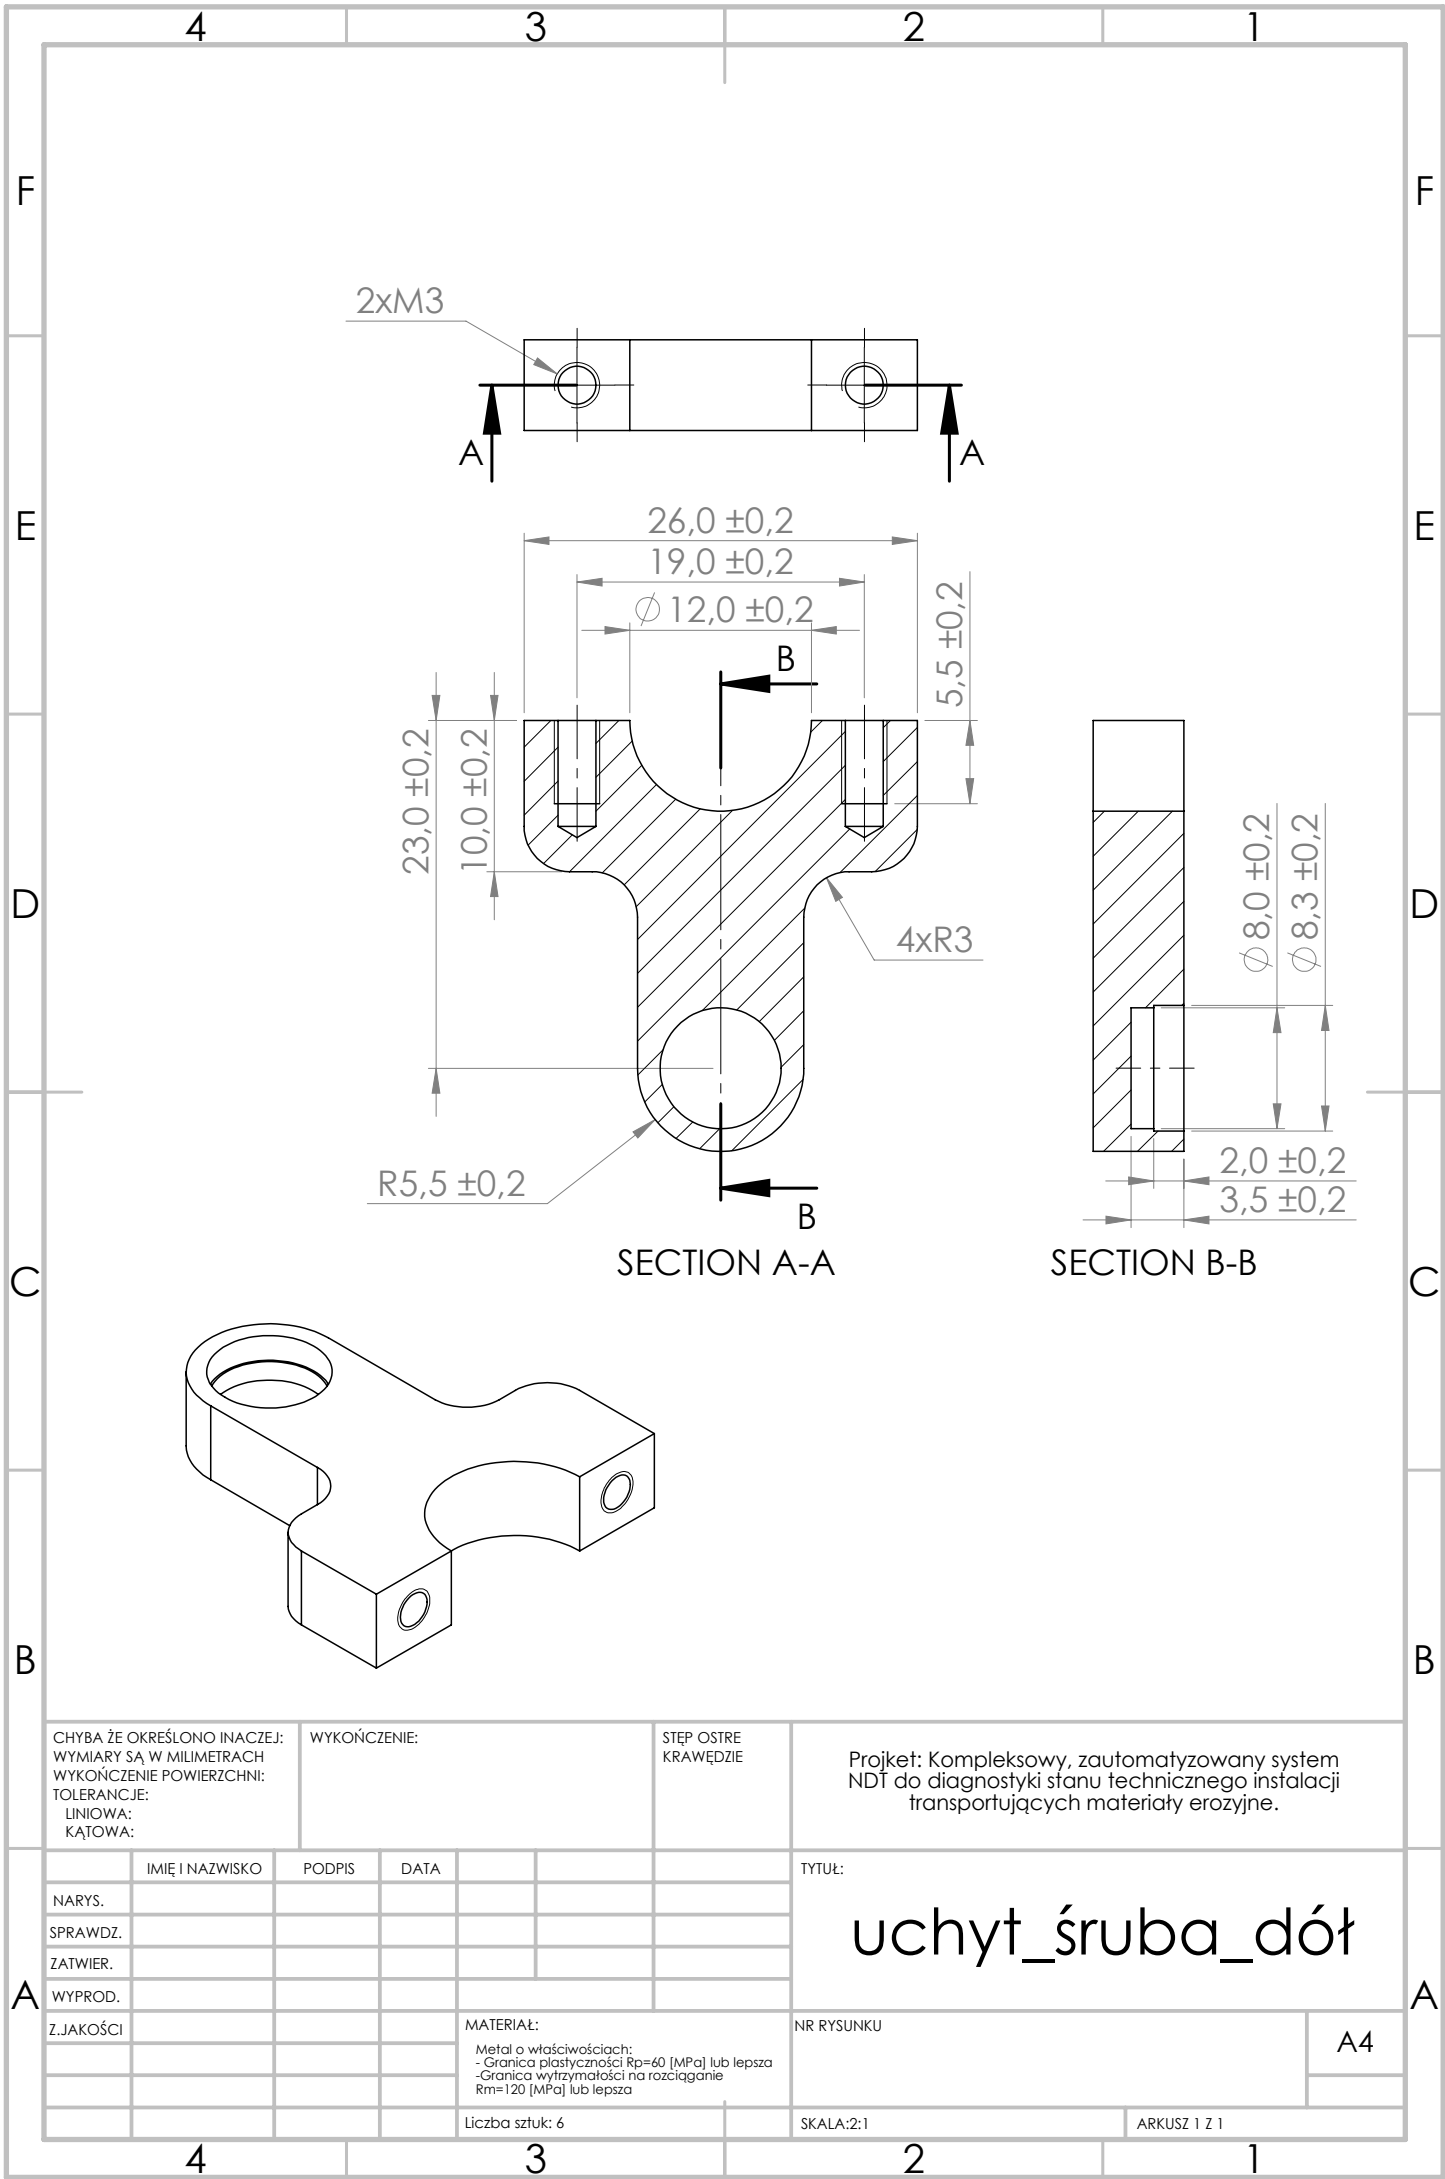 4 3 2 1
F F
2xM3
A A
E E
26,0 ±0,2
19,0 ±0,2
∅ 12,0 ±0,2
5,5 ±0,2
B
23,0 ±0,2
10,0 ±0,2
∅ 8,0 ±0,2
∅ 8,3 ±0,2
D D
4xR3
2,0 ±0,2
R5,5 ±0,2
3,5 ±0,2
B
SECTION A-A
SECTION B-B
C C
B B
CHYBA ŻE OKREŚLONO INACZEJ:
WYMIARY SĄ W MILIMETRACH
WYKOŃCZENIE POWIERZCHNI:
TOLERANCJE:
LINIOWA:
KĄTOWA:
WYKOŃCZENIE:
STĘP OSTRE
KRAWĘDZIE
Projket: Kompleksowy, zautomatyzowany system
NDT do diagnostyki stanu technicznego instalacji
transportujących materiały erozyjne.
IMIĘ I NAZWISKO PODPIS DATA
TYTUŁ:
NARYS.
SPRAWDZ.
ZATWIER.
WYPROD.
Z.JAKOŚCI
uchyt_śruba_dół
A A
MATERIAŁ:
Metal o właściwościach:
- Granica plastyczności Rp=60 [MPa] lub lepsza
-Granica wytrzymałości na rozciąganie
Rm=120 [MPa] lub lepsza
NR RYSUNKU
A4
Liczba sztuk: 6
SKALA:2:1
ARKUSZ 1 Z 1
4 3 2 1